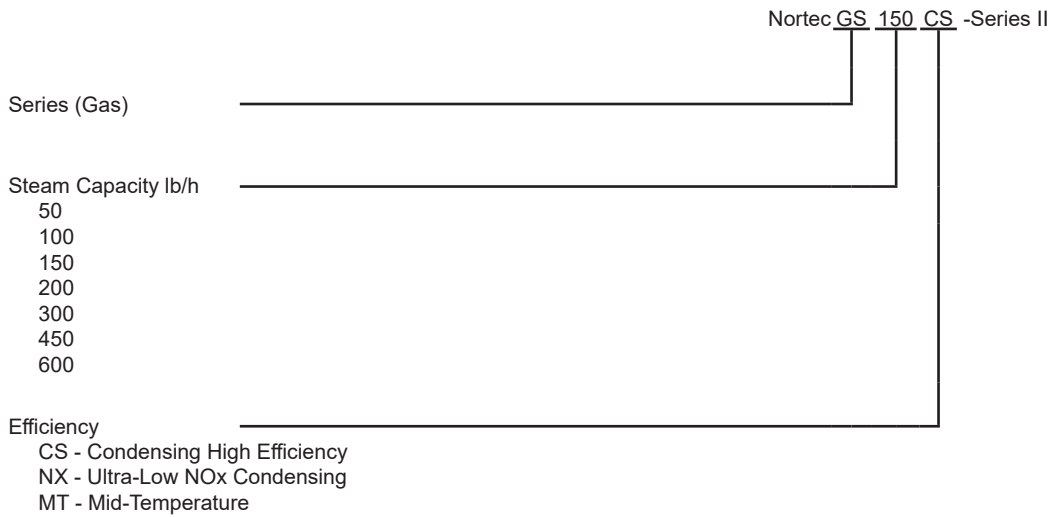 Nortec GS 150 CS -Series II
Series (Gas)
Steam Capacity lb/h
50
100
150
200
300
450
600
Efficiency
CS - Condensing High Efficiency
NX - Ultra-Low NOx Condensing
MT - Mid-Temperature